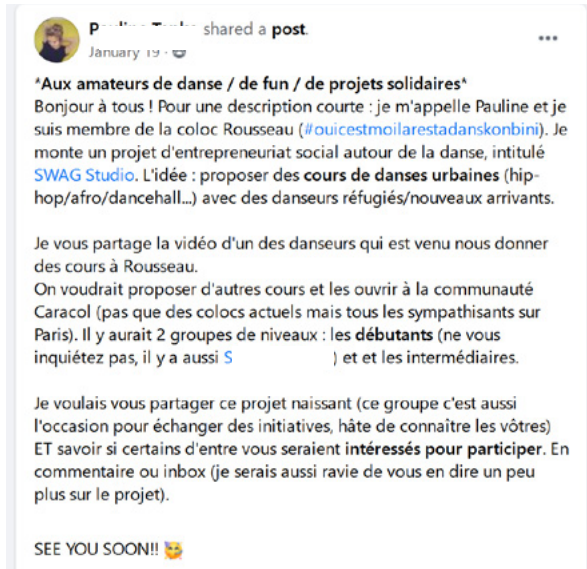 shared a post.
January 19 ·
*Aux amateurs de danse / de fun / de projets solidaires*
Bonjour à tous ! Pour une description courte : je m'appelle Pauline et je
suis membre de la coloc Rousseau (#ouicestmoilarestadanskonbini). Je
monte un projet d'entrepreneuriat social autour de la danse, intitulé
SWAG Studio. L'idée : proposer des cours de danses urbaines (hip-
hop/afro/dancehall...) avec des danseurs réfugiés/nouveaux arrivants.
Je vous partage la vidéo d'un des danseurs qui est venu nous donner
des cours à Rousseau.
On voudrait proposer d'autres cours et les ouvrir à la communauté
Caracol (pas que des colocs actuels mais tous les sympathisants sur
Paris). Il y aurait 2 groupes de niveaux : les débutants (ne vous
inquiétez pas, il y a aussi S ) et et les intermédiaires.
Je voulais vous partager ce projet naissant (ce groupe c'est aussi
l'occasion pour échanger des initiatives, hâte de connaître les vôtres)
ET savoir si certains d'entre vous seraient intéressés pour participer. En
commentaire ou inbox (je serais aussi ravie de vous en dire un peu
plus sur le projet).
SEE YOU SOON!! 🥳